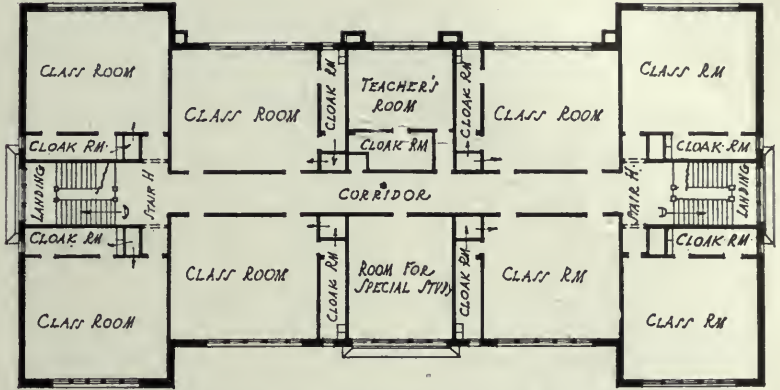 CLASS ROOM
CLASS ROOM
CLOAK RM
TEACHER'S
ROOM
CLOAK RM
CLASS ROOM
CLASS RM
CLOAK RM.
CLOAK RM
CLOAK RM
LANDING
STAIR H
CORRIDOR
STAIR H.
LANDING
D
D
CLOAK RM
CLOAK RM.
CLASS ROOM
CLASS ROOM
CLOAK RM
ROOM FOR
SPECIAL STUDY
CLOAK RM
CLASS RM
CLASS RM